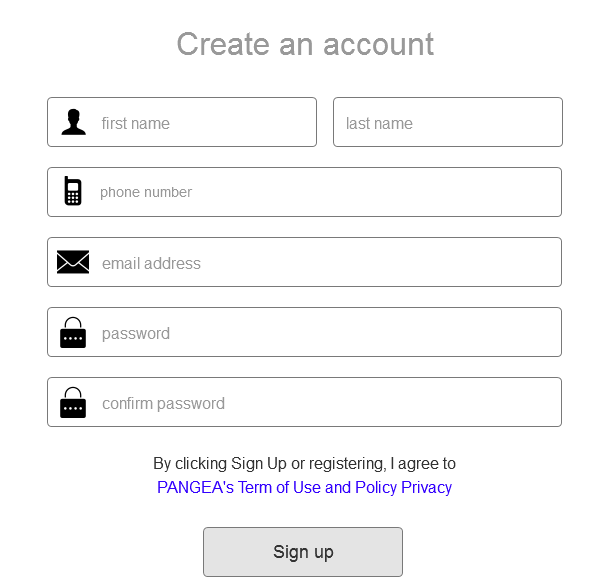 Create an account
first name
last name
phone number
email address
password
confirm password
By clicking Sign Up or registering, I agree to
PANGEA's Term of Use and Policy Privacy
Sign up